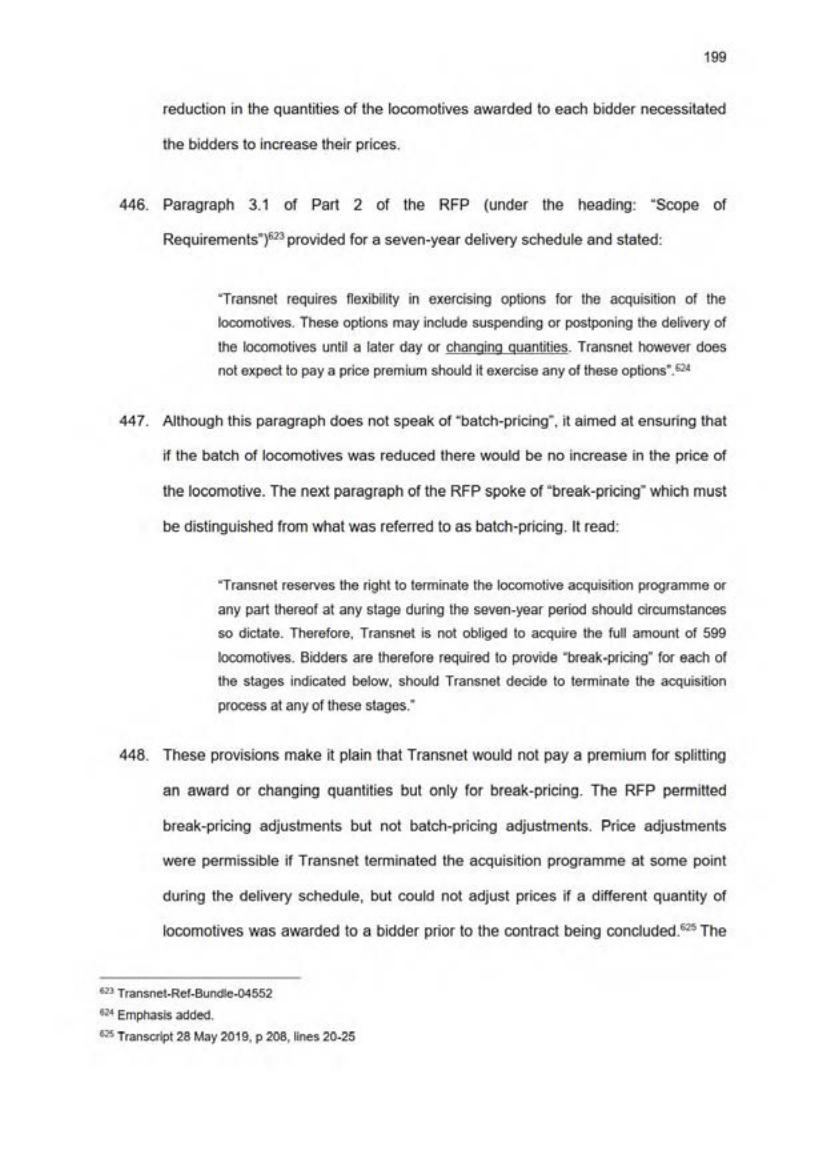 199
reduction in the quantities of the locomotives awarded to each bidder necessitated
the bidders to increase their prices.
446. Paragraph 3.1 of Part 2 of the RFP (under the heading: “Scope of
Requirements”)623 provided for a seven-year delivery schedule and stated:
“Transnet requires flexibility in exercising options for the acquisition of the
locomotives. These options may include suspending or postponing the delivery of
the locomotives until a later day or changing quantities. Transnet however does
not expect to pay a price premium should it exercise any of these options”.624
447. Although this paragraph does not speak of “batch-pricing”, it aimed at ensuring that
if the batch of locomotives was reduced there would be no increase in the price of
the locomotive. The next paragraph of the RFP spoke of “break-pricing” which must
be distinguished from what was referred to as batch-pricing. It read:
“Transnet reserves the right to terminate the locomotive acquisition programme or
any part thereof at any stage during the seven-year period should circumstances
so dictate. Therefore, Transnet is not obliged to acquire the full amount of 599
locomotives. Bidders are therefore required to provide “break-pricing” for each of
the stages indicated below, should Transnet decide to terminate the acquisition
process at any of these stages.”
448. These provisions make it plain that Transnet would not pay a premium for splitting
an award or changing quantities but only for break-pricing. The RFP permitted
break-pricing adjustments but not batch-pricing adjustments. Price adjustments
were permissible if Transnet terminated the acquisition programme at some point
during the delivery schedule, but could not adjust prices if a different quantity of
locomotives was awarded to a bidder prior to the contract being concluded.625 The
623 Transnet-Ref-Bundle-04552
624 Emphasis added.
625 Transcript 28 May 2019, p 208, lines 20-25